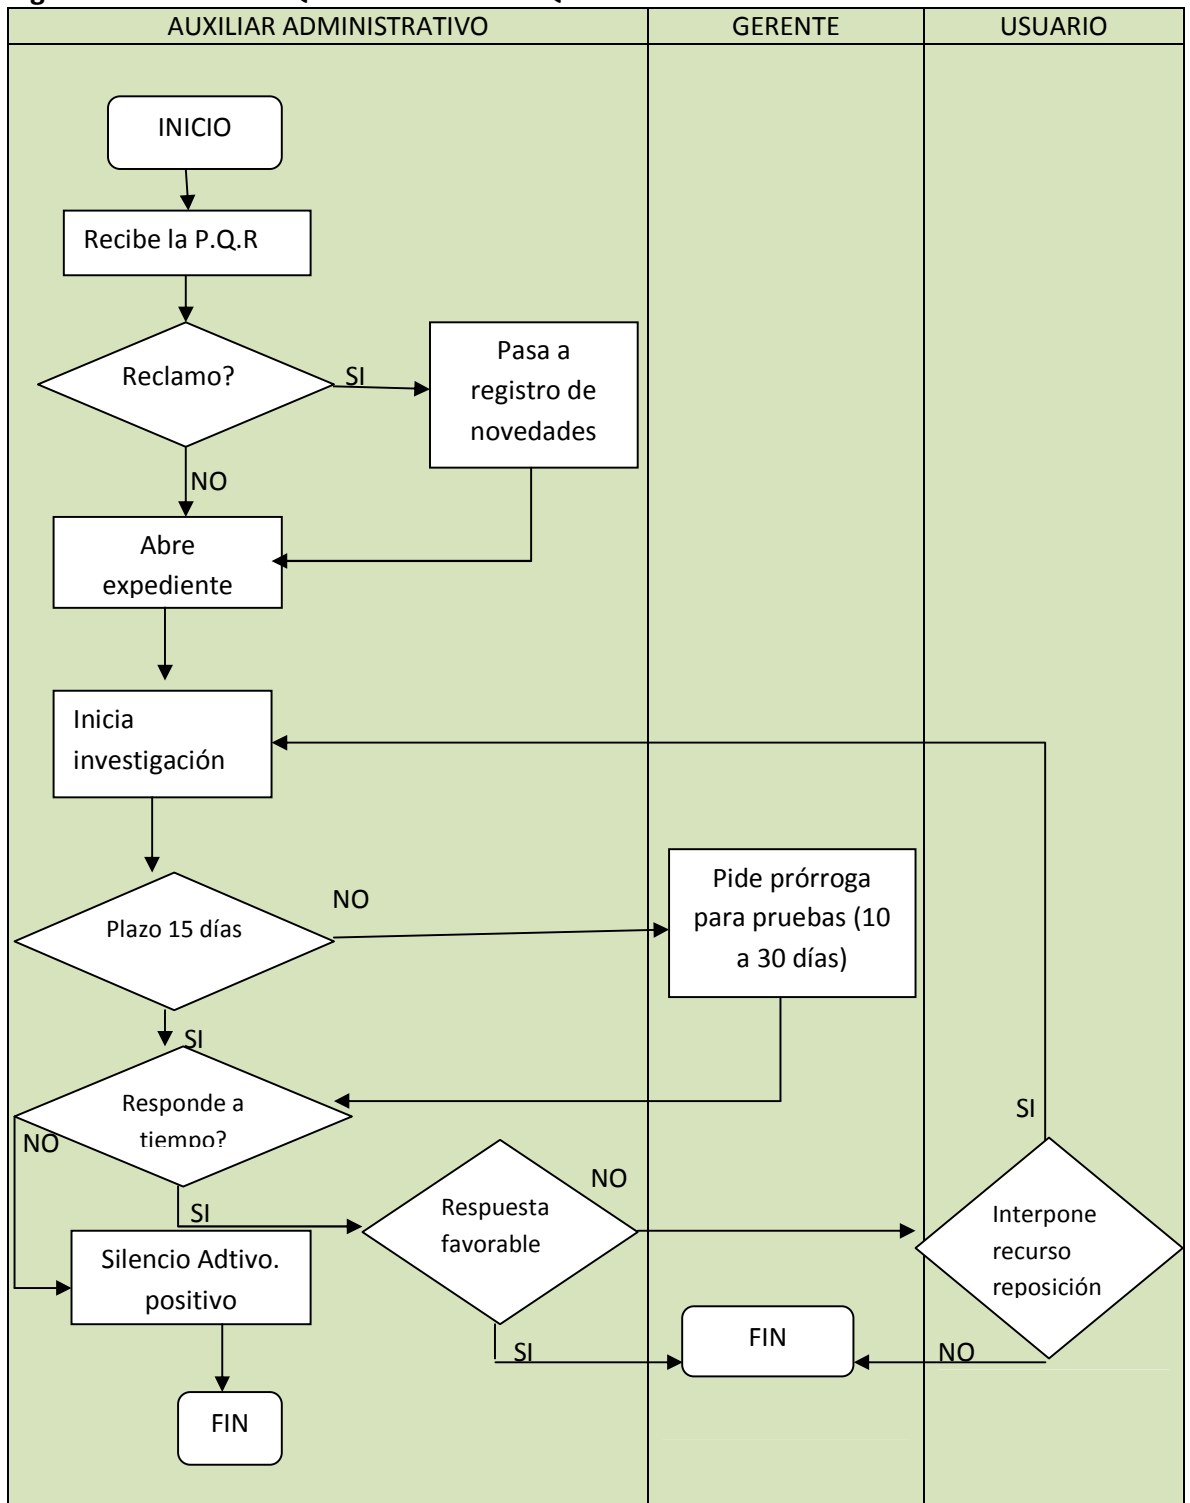 AUXILIAR ADMINISTRATIVO
GERENTE
USUARIO
INICIO
Recibe la P.Q.R
Reclamo?
SI
Pasa a
registro de
novedades
NO
Abre
expediente
Inicia
investigación
Plazo 15 días
NO
Pide prórroga
para pruebas (10
a 30 días)
SI
Responde a
tiempo?
NO
SI
SI
Respuesta
favorable
NO
Interpone
recurso
reposición
Silencio Adtivo.
positivo
SI
FIN
NO
FIN